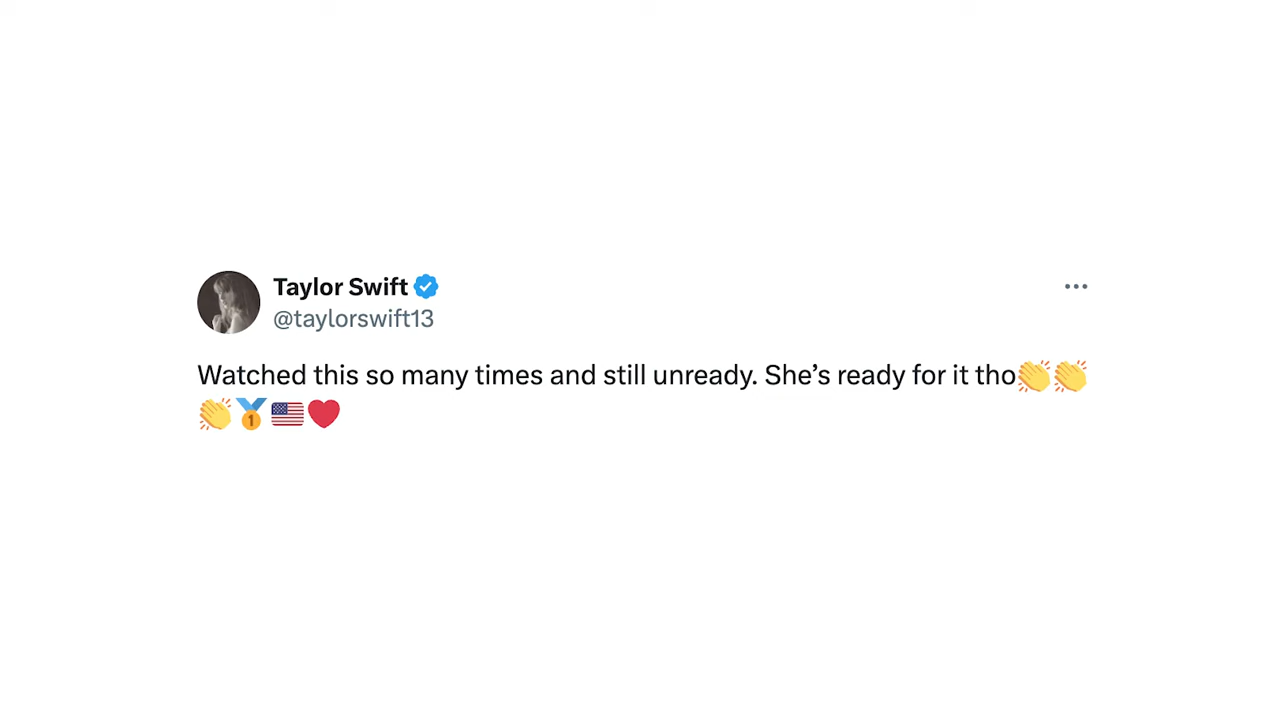 Taylor Swift
@taylorswift13
Watched this so many times and still unready. She’s ready for it tho👏👏
👏🥇🇺🇸❤️